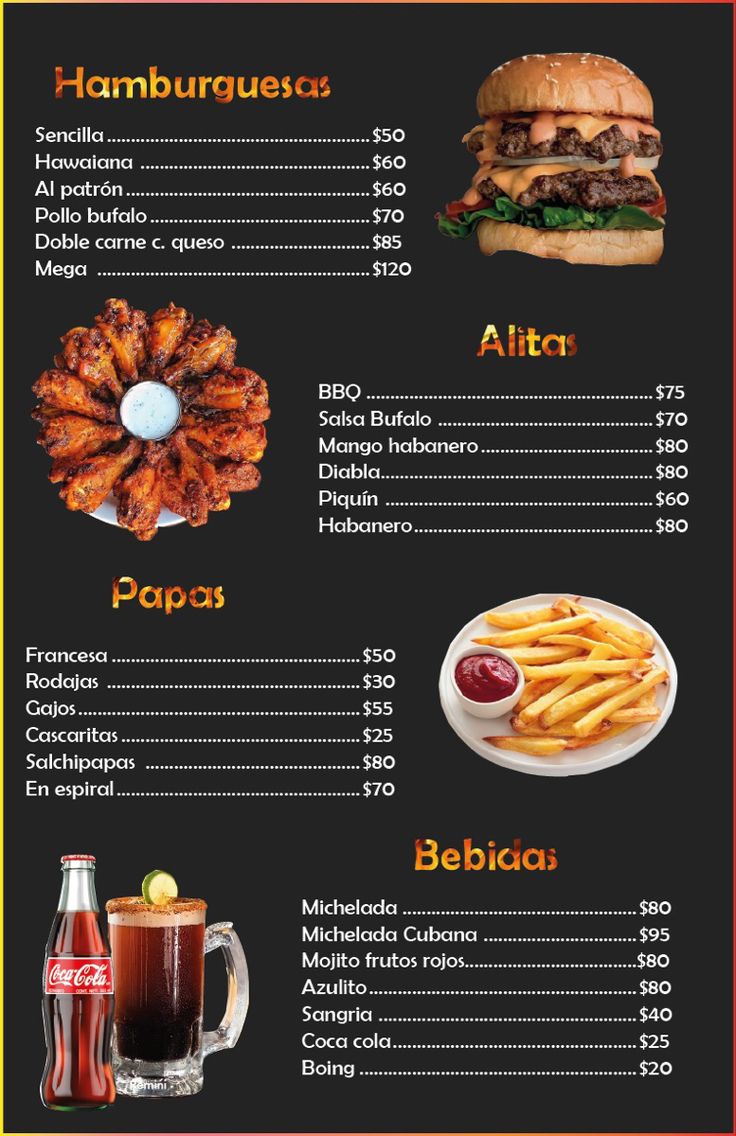 Hamburguesas
Sencilla ........................................ $50
Hawaiana ........................................ $60
Al patrón ........................................ $60
Pollo bufalo ........................................ $70
Doble carne c. queso ........................................ $85
Mega ........................................ $120
Alitas
BBQ ........................................ $75
Salsa Bufalo ........................................ $70
Mango habanero ........................................ $80
Diabla ........................................ $80
Piquín ........................................ $60
Habanero ........................................ $80
Papas
Francesa ........................................ $50
Rodajas ........................................ $30
Gajos ........................................ $55
Cascaritas ........................................ $25
Salchipapas ........................................ $80
En espiral ........................................ $70
Bebidas
Michelada ........................................ $80
Michelada Cubana ........................................ $95
Mojito frutos rojos ........................................ $80
Azulito ........................................ $80
Sangria ........................................ $40
Coca cola ........................................ $25
Boing ........................................ $20
Coca-Cola
Remini